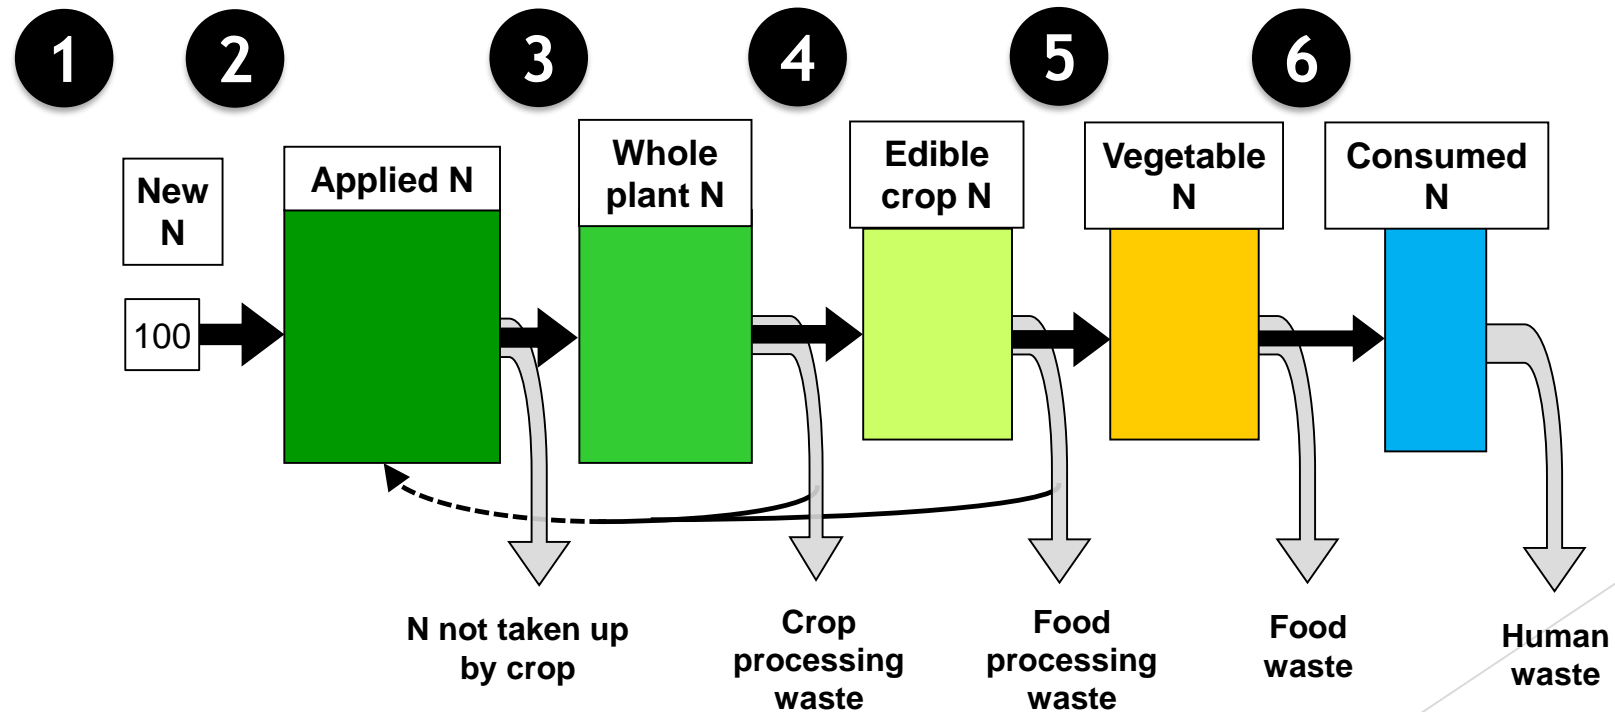 1
2
3
4
5
6
New
N
Applied N
Whole
plant N
Edible
crop N
Vegetable
N
Consumed
N
100
N not taken up
by crop
Crop
processing
waste
Food
processing
waste
Food
waste
Human
waste